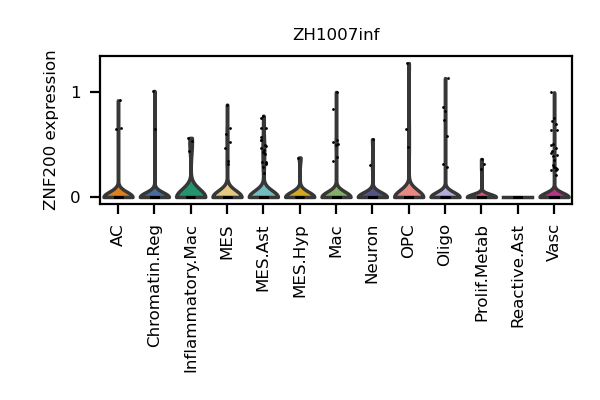 ZH1007inf
ZNF200 expression
1
0
AC
Chromatin.Reg
Inflammatory.Mac
MES
MES.Ast
MES.Hyp
Mac
Neuron
OPC
Oligo
Prolif.Metab
Reactive.Ast
Vasc